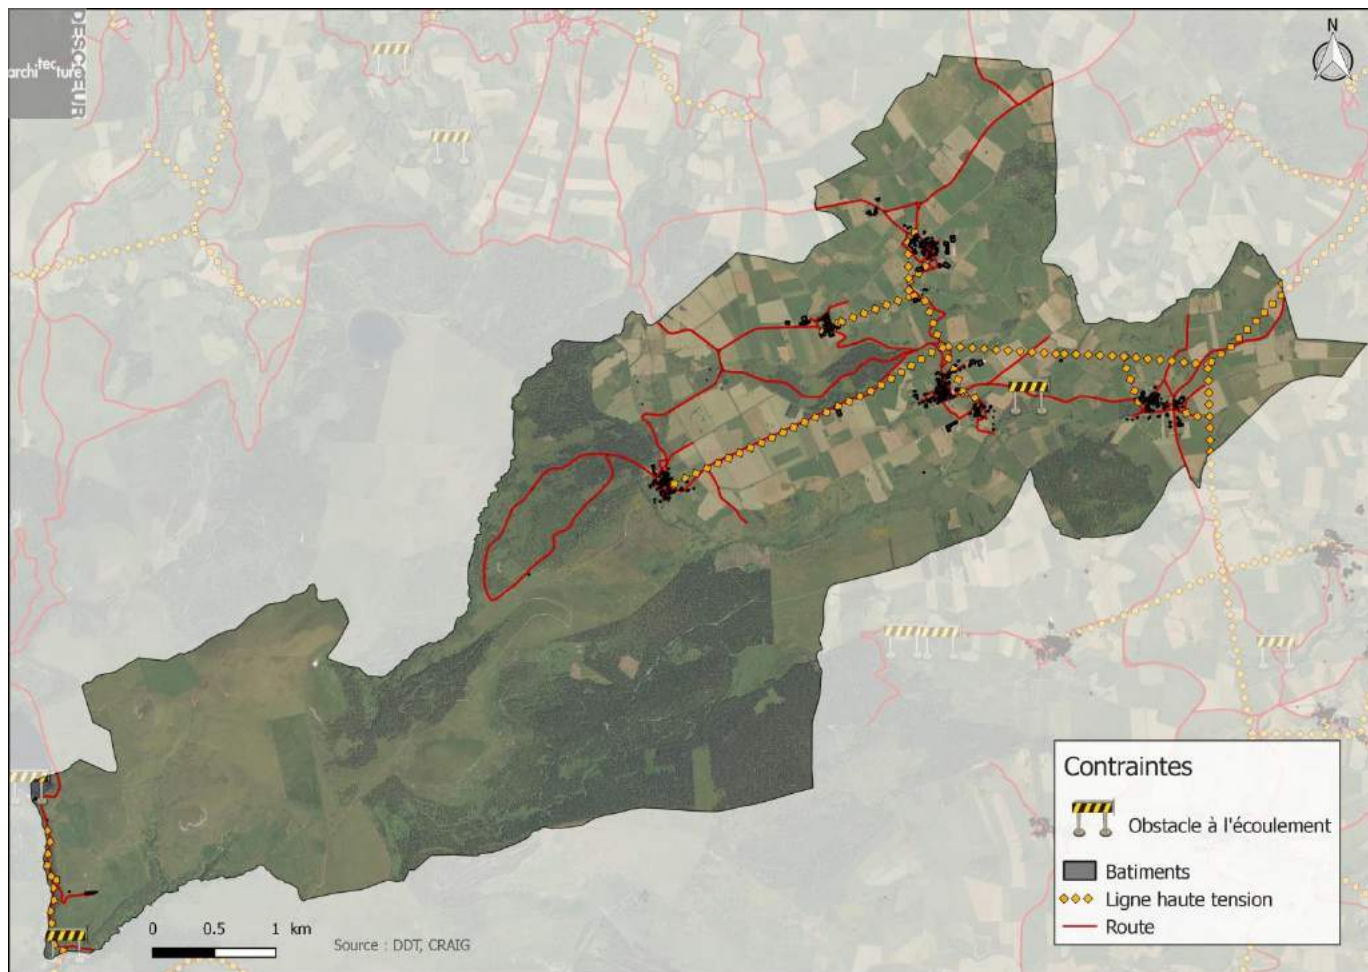 DESCOEUR
archi-tec-ture
N
Contraintes
Obstacle à l'écoulement
Batiments
Ligne haute tension
Route
0 0.5 1 km
Source : DDT, CRAIG